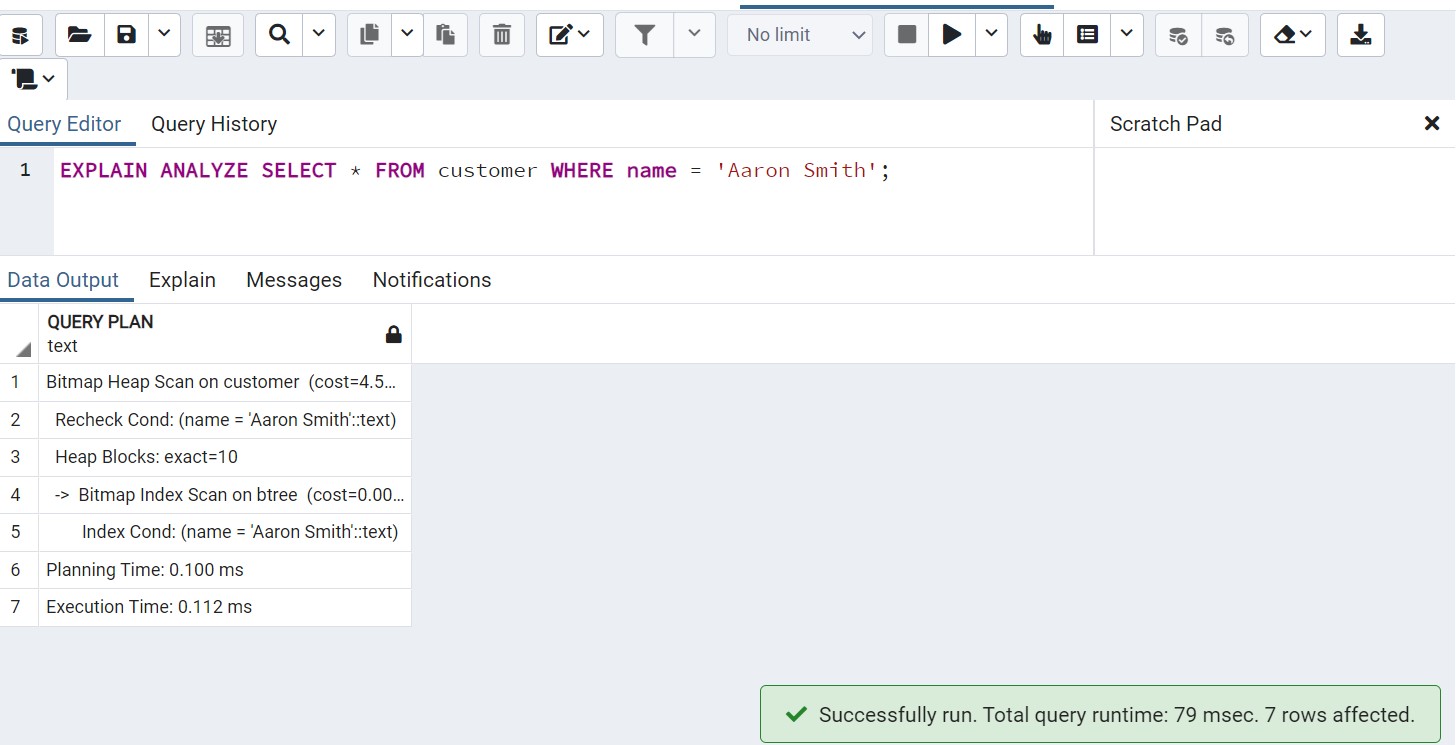 No limit
Query Editor Query History
Scratch Pad
1 EXPLAIN ANALYZE SELECT * FROM customer WHERE name = 'Aaron Smith';
Data Output Explain Messages Notifications
QUERY PLAN
text
1 Bitmap Heap Scan on customer (cost=4.5...
2 Recheck Cond: (name = 'Aaron Smith'::text)
3 Heap Blocks: exact=10
4 -> Bitmap Index Scan on btree (cost=0.00...
5 Index Cond: (name = 'Aaron Smith'::text)
6 Planning Time: 0.100 ms
7 Execution Time: 0.112 ms
Successfully run. Total query runtime: 79 msec. 7 rows affected.